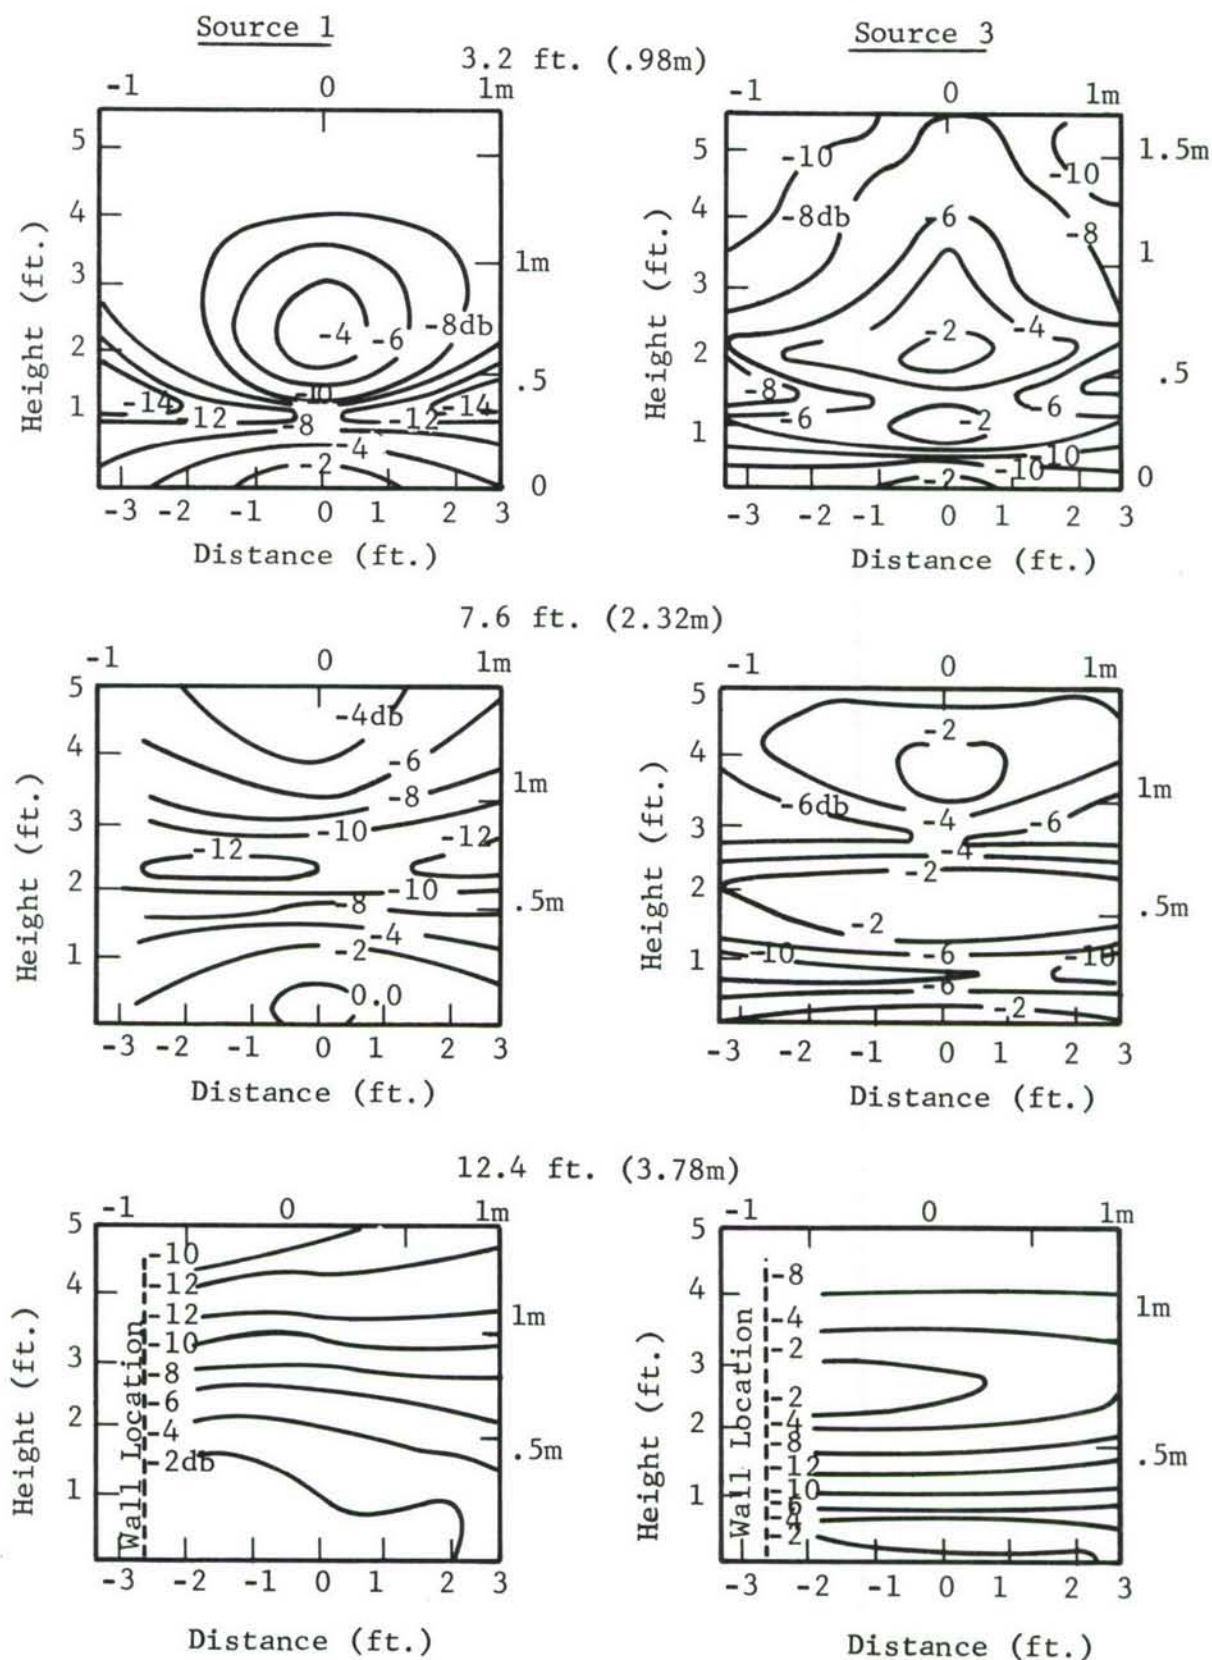 Source 1
Source 3
3.2 ft. (.98m)
-1 0 1m
-1 0 1m
5
4
3
2
1
Height (ft.)
-4 -6 -8db
-10
-14 12 -8 -12 -14
-4
-2
1m
.5
0
-3 -2 -1 0 1 2 3
Distance (ft.)
5
4
3
2
1
Height (ft.)
-10 -10
-8db 6 -8
-2 -4
-8 -6
-6 -2
-10
-10
-2
1.5m
1
.5
0
-3 -2 -1 0 1 2 3
Distance (ft.)
7.6 ft. (2.32m)
-1 0 1m
-1 0 1m
5
4
3
2
1
Height (ft.)
-4db
-6
-8
-10
-12 -12
-10
-8
-4
-2
0.0
1m
.5m
-3 -2 -1 0 1 2 3
Distance (ft.)
5
4
3
2
1
Height (ft.)
-2
-6db -4 -6
-4
-2
-2
-10 -6 -10
-6
-2
1m
.5m
-3 -2 -1 0 1 2 3
Distance (ft.)
12.4 ft. (3.78m)
-1 0 1m
-1 0 1m
5
4
3
2
1
Height (ft.)
Wall Location
-10
-12
-12
-10
-8
-6
-4
-2db
1m
.5m
-3 -2 -1 0 1 2 3
Distance (ft.)
5
4
3
2
1
Height (ft.)
Wall Location
-8
-4
-2
-2
-4
-8
-12
-10
-6
-4
-2
1m
.5m
-3 -2 -1 0 1 2 3
Distance (ft.)